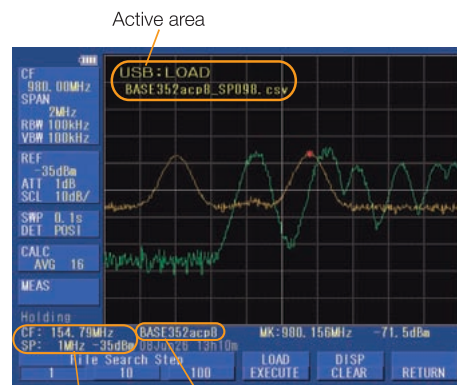 Active area
CF
980.00MHz
SPAN
2MHz
RBW 100kHz
VBW 100kHz
REF
-35dBm
ATT 1dB
SCL 10dB/
SWP 0.1s
DET POSI
CALC
AVG 16
MEAS
USB:LOAD
BASE352acp8_SP098.csv
Holding
CF: 154.79MHz BASE352acp8 MK:980.156MHz -71.5dBm
SP: 1MHz -35dBm 08Jun26 13h10m
File Search Step LOAD DISP
1 10 100 EXECUTE CLEAR RETURN